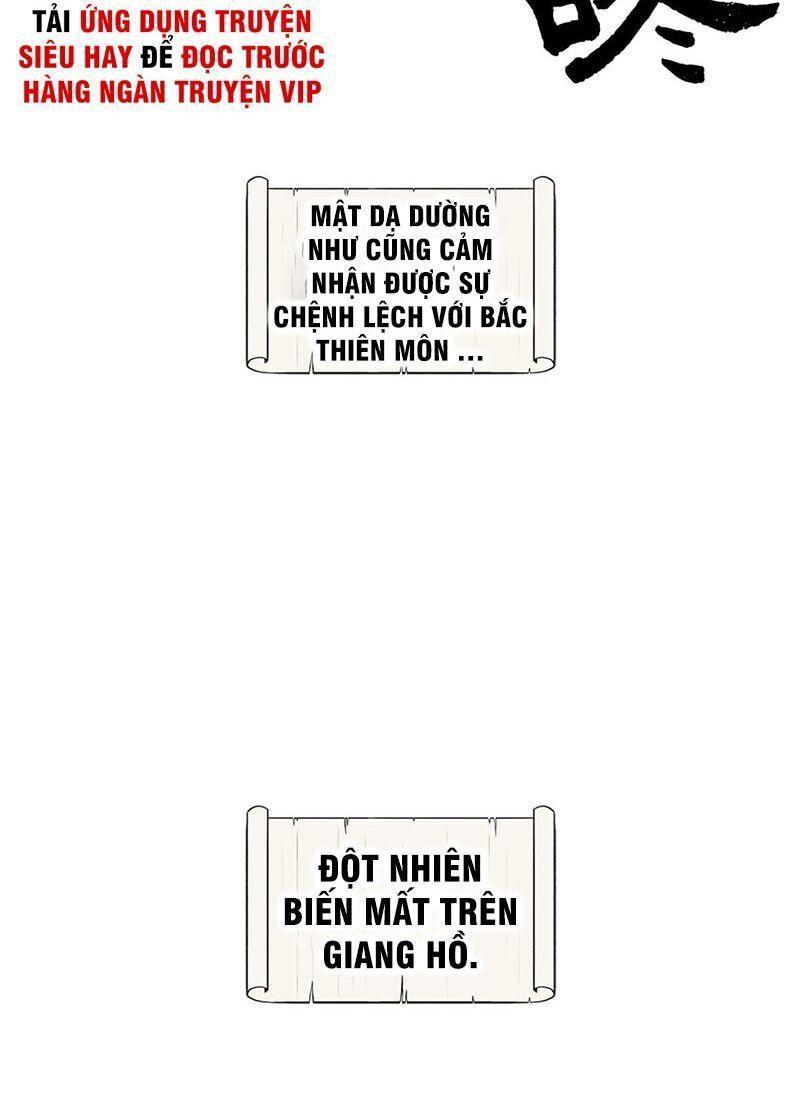 TẢI ỨNG DỤNG TRUYỆN
SIÊU HAY ĐỂ ĐỌC TRƯỚC
HÀNG NGÀN TRUYỆN VIP
MẬT DẠ DƯỜNG
NHƯ CŨNG CẢM
NHẬN ĐƯỢC SỰ
CHỆNH LỆCH VỚI BẮC
THIÊN MÔN ...
ĐỘT NHIÊN
BIẾN MẤT TRÊN
GIANG HỒ.